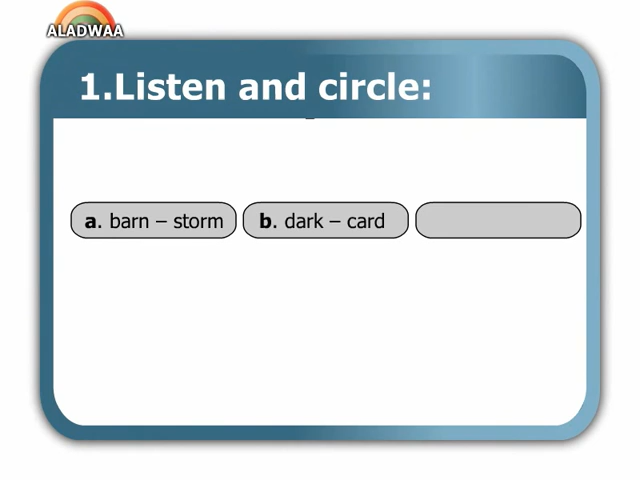 ALADWAA
1.Listen and circle:
a. barn – storm
b. dark – card